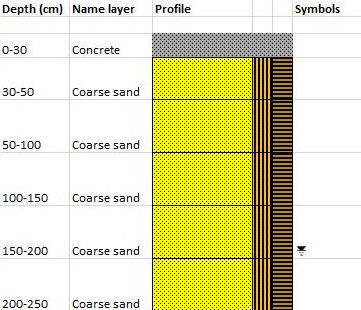 Depth (cm) Name layer Profile Symbols
0-30 Concrete
30-50 Coarse sand
50-100 Coarse sand
100-150 Coarse sand
150-200 Coarse sand
200-250 Coarse sand